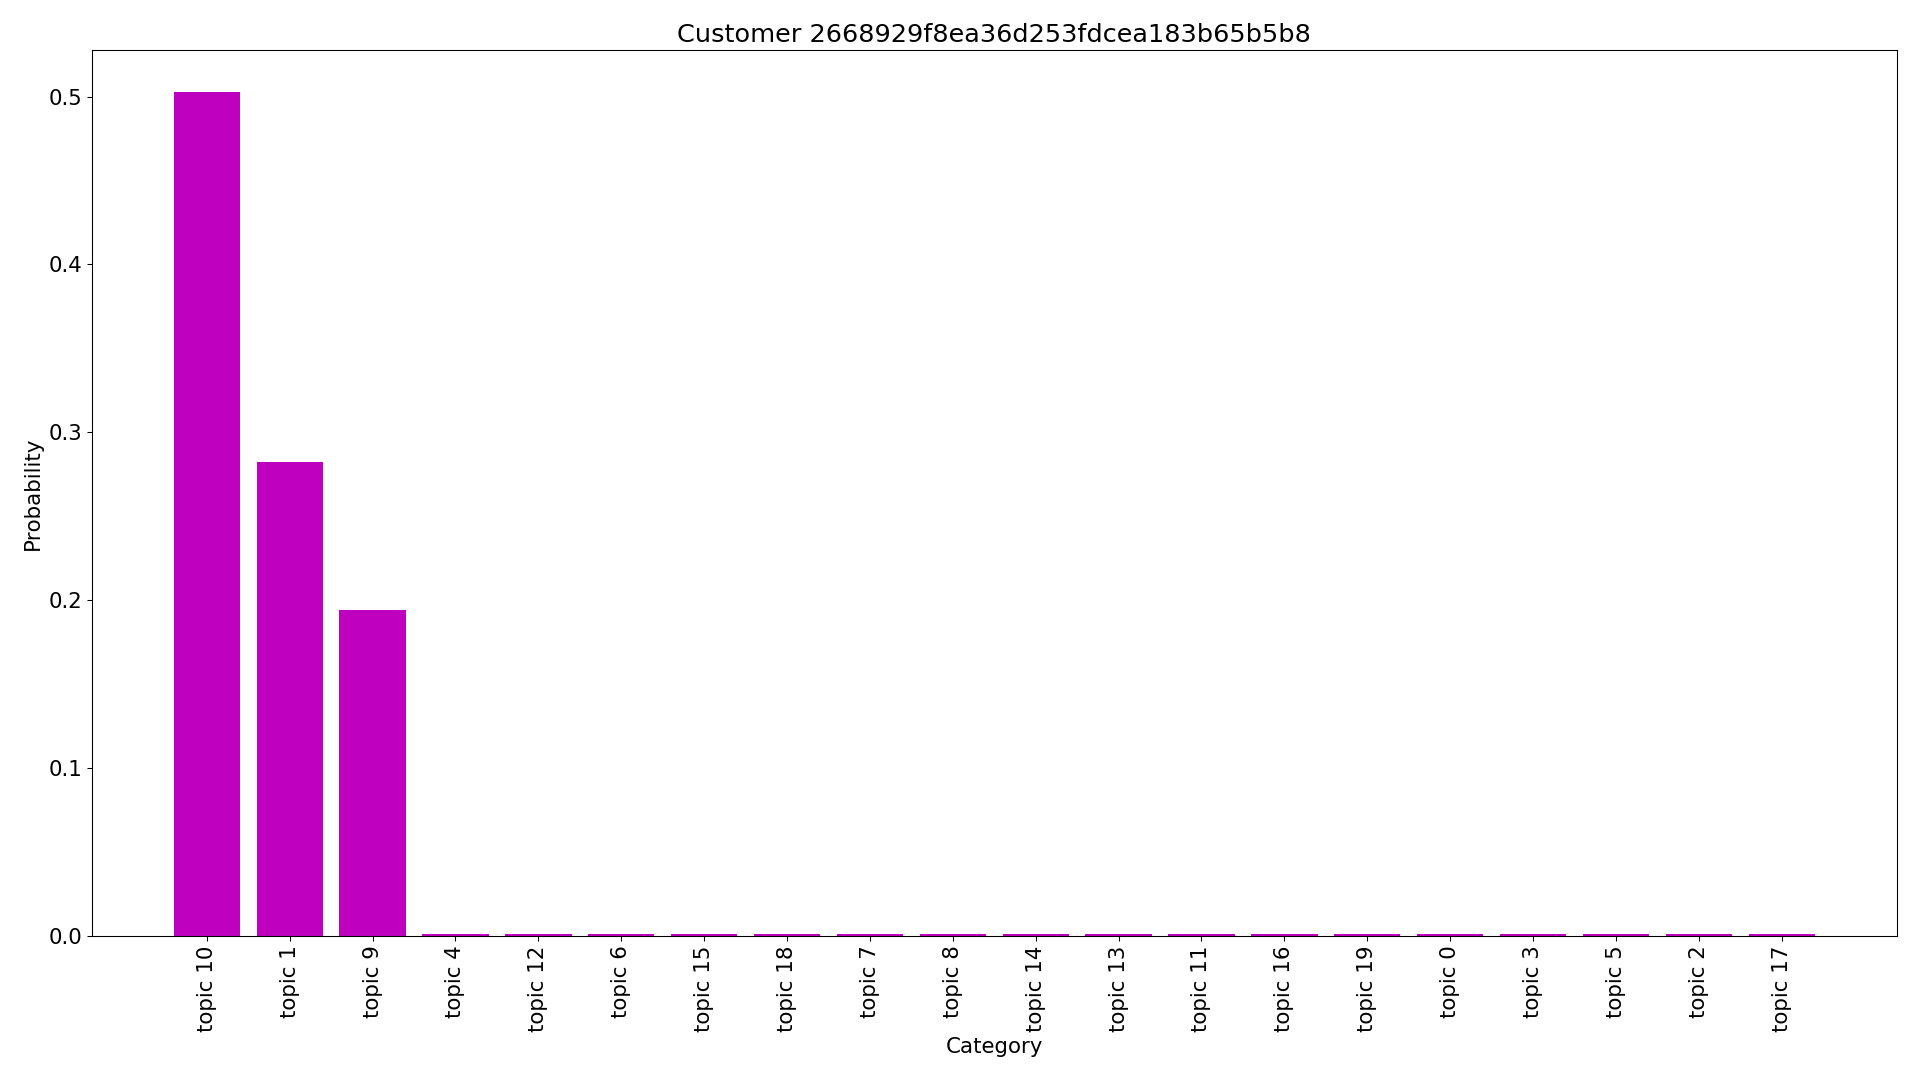 Customer 2668929f8ea36d253fdcea183b65b5b8
Probability
0.5
0.4
0.3
0.2
0.1
0.0
topic 10
topic 1
topic 9
topic 4
topic 12
topic 6
topic 15
topic 18
topic 7
topic 8
topic 14
topic 13
topic 11
topic 16
topic 19
topic 0
topic 3
topic 5
topic 2
topic 17
Category